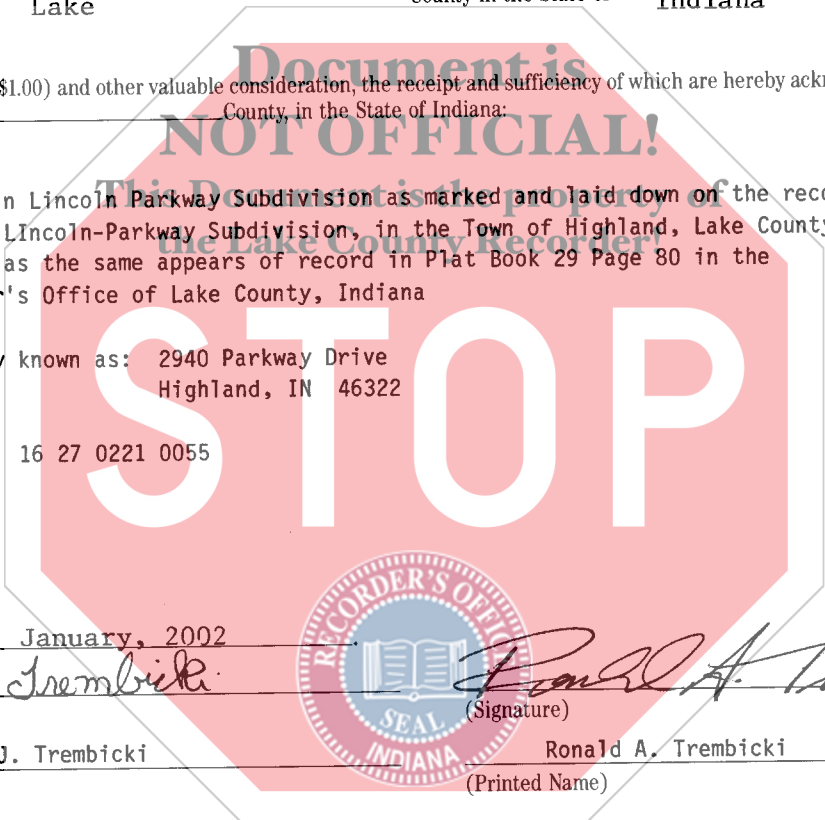 Lake Indiana
Document is
$1.00) and other valuable consideration, the receipt and sufficiency of which are hereby
County, in the State of Indiana:
NOT OFFICIAL!
This Document is the property of
n Lincoln Parkway Subdivision as marked and laid down on the
LIncoln-Parkway Subdivision, in the Town of Highland, Lake County
the Lake County Recorder!
as the same appears of record in Plat Book 29 Page 80 in the
r's Office of Lake County, Indiana
STOP
y known as: 2940 Parkway Drive
Highland, IN 46322
16 27 0221 0055
RECORDER'S OFFICE
SEAL
INDIANA
January, 2002
Trembicki Ronald A.
(Signature)
J. Trembicki Ronald A. Trembicki
(Printed Name)